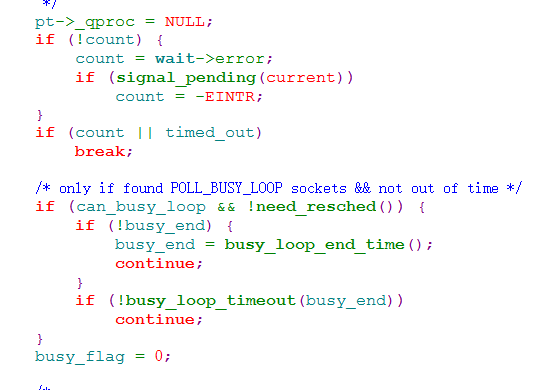 */
pt->_qproc = NULL;
if (!count) {
count = wait->error;
if (signal_pending(current))
count = -EINTR;
}
if (count || timed_out)
break;
/* only if found POLL_BUSY_LOOP sockets && not out of time */
if (can_busy_loop && !need_resched()) {
if (!busy_end) {
busy_end = busy_loop_end_time();
continue;
}
if (!busy_loop_timeout(busy_end))
continue;
}
busy_flag = 0;
/*